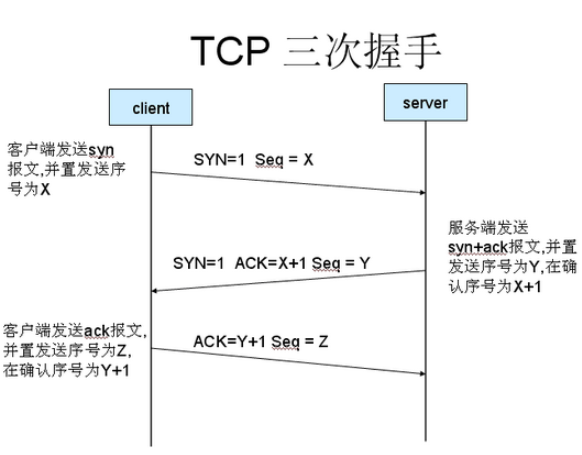 TCP 三次握手
client
server
客户端发送syn
报文,并置发送序
号为X
SYN=1 Seq = X
服务端发送
syn+ack报文,并置
发送序号为Y,在确
认序号为X+1
SYN=1 ACK=X+1 Seq = Y
客户端发送ack报文,
并置发送序号为Z,
在确认序号为Y+1
ACK=Y+1 Seq = Z